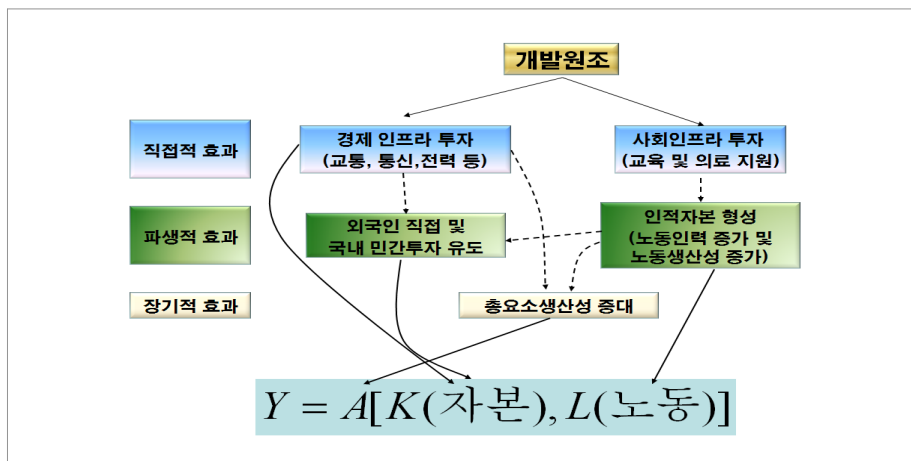 개발원조
직접적 효과
경제 인프라 투자
(교통, 통신,전력 등)
사회인프라 투자
(교육 및 의료 지원)
파생적 효과
외국인 직접 및
국내 민간투자 유도
인적자본 형성
(노동인력 증가 및
노동생산성 증가)
장기적 효과
총요소생산성 증대
Y = A[K(자본), L(노동)]